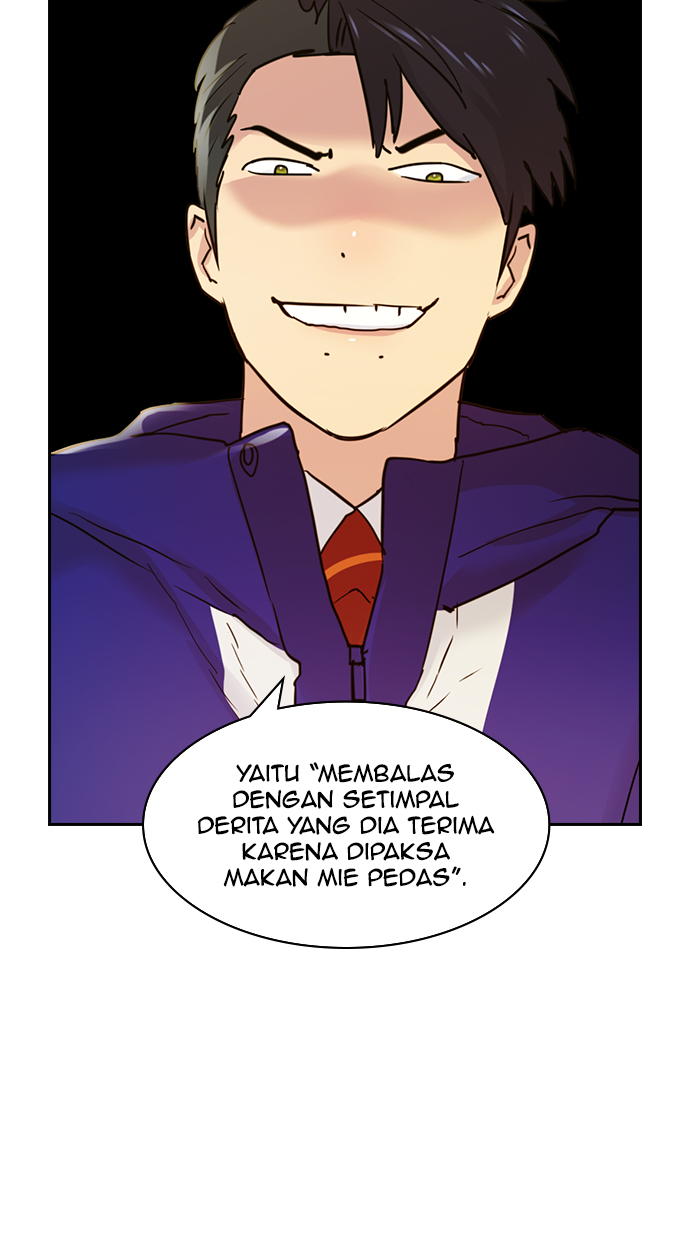 YAITU “MEMBALAS
DENGAN SETIMPAL
DERITA YANG DIA TERIMA
KARENA DIPAKSA
MAKAN MIE PEDAS”.